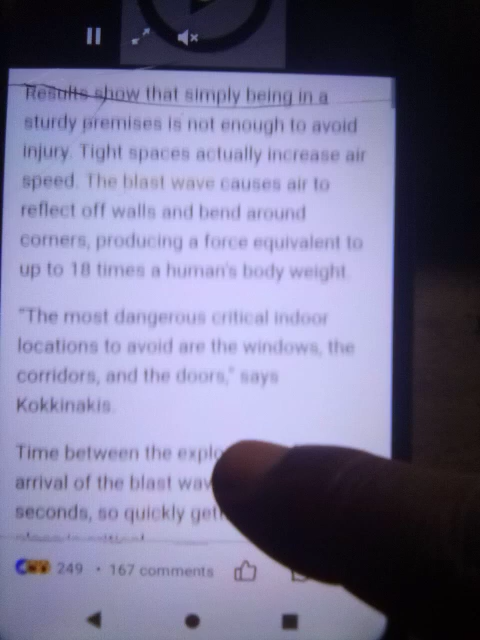 Results show that simply being in a
sturdy premises is not enough to avoid
injury. Tight spaces actually increase air
speed. The blast wave causes air to
reflect off walls and bend around
corners, producing a force equivalent to
up to 18 times a human's body weight.
"The most dangerous critical indoor
locations to avoid are the windows, the
corridors, and the doors," says
Kokkinakis.
Time between the explo
arrival of the blast wav
seconds, so quickly get
249 • 167 comments